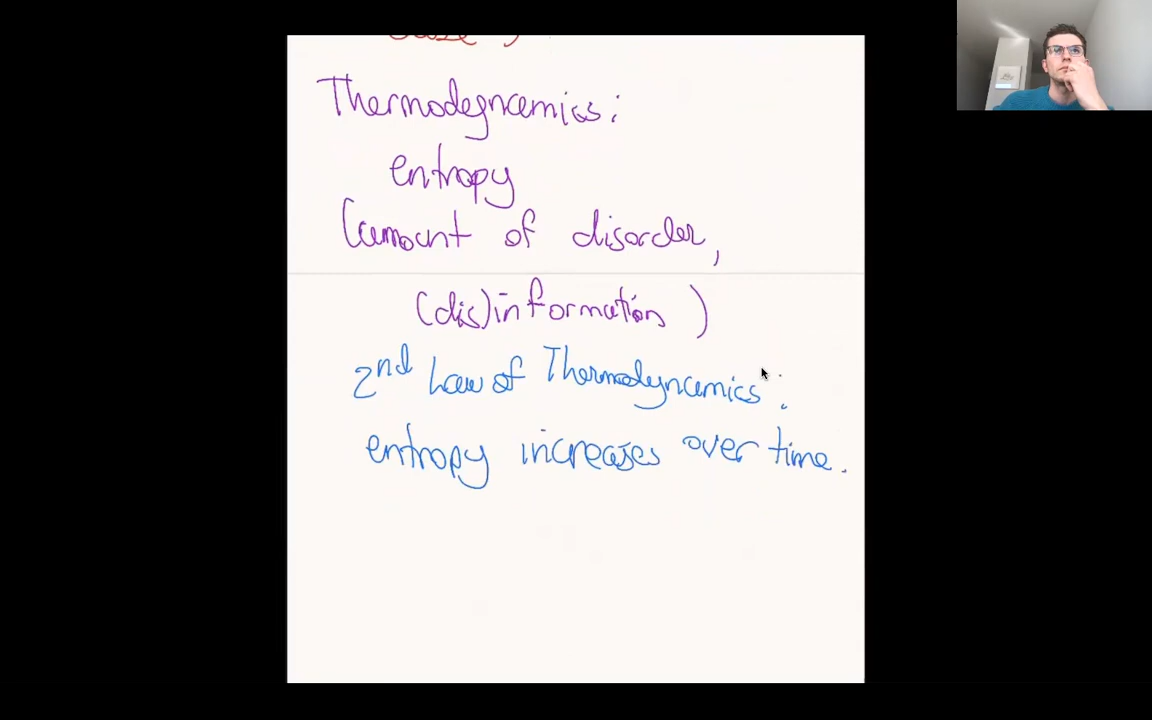 Thermodynamics:
entropy
(amount of disorder,
(dis)information )
2nd Law of Thermodynamics:
entropy increases over time.